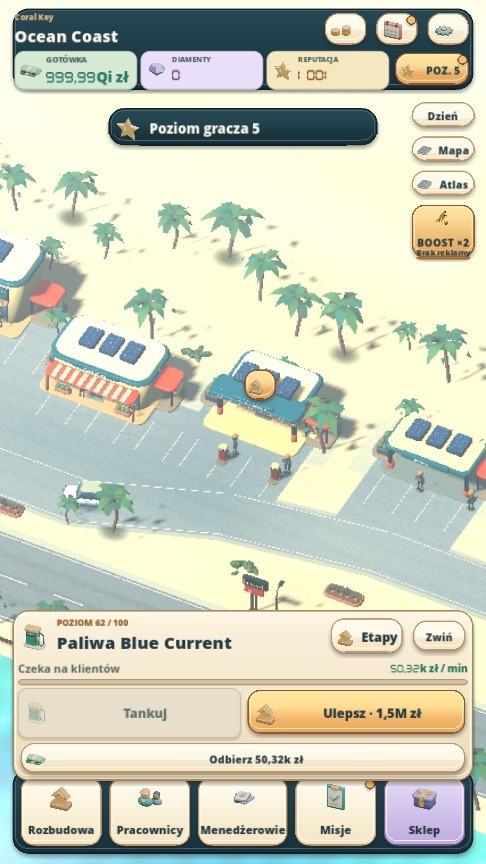 Coral Key
Ocean Coast
GOTÓWKA
999,99Qi zł
DIAMENTY
0
REPUTACJA
POZ. 5
Poziom gracza 5
Dzień
Mapa
Atlas
BOOST ×2
Brak reklamy
POZIOM 62 / 100
Paliwa Blue Current
Etapy
Zwiń
Czeka na klientów
50,32k zł / min
Tankuj
Ulepsz · 1,5M zł
Odbierz 50,32k zł
Rozbudowa
Pracownicy
Menedżerowie
Misje
Sklep